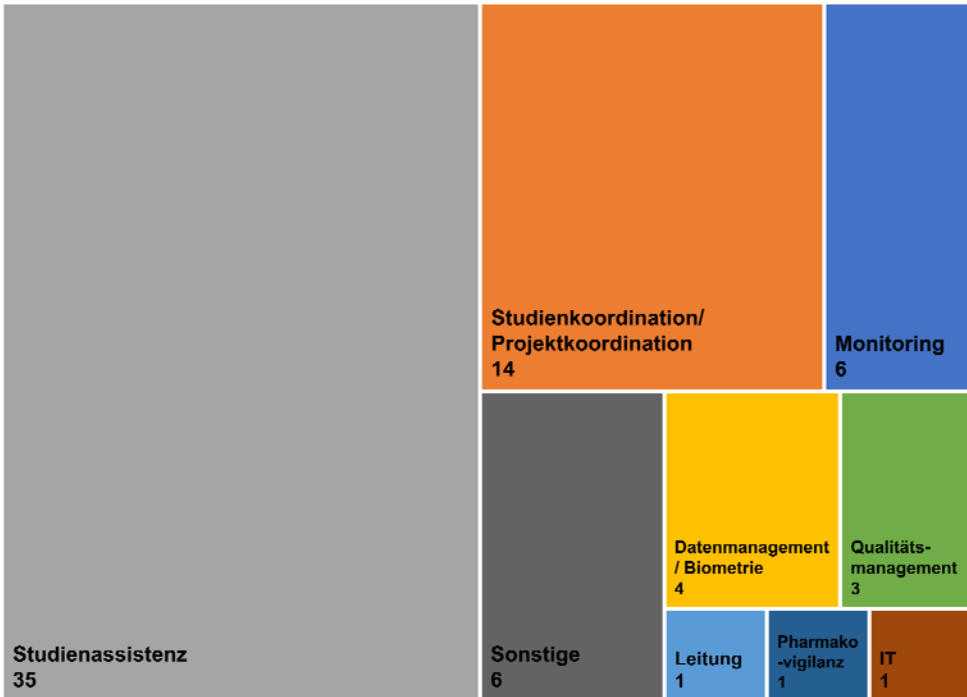 Studienassistenz
35
Studienkoordination/
Projektkoordination
14
Monitoring
6
Sonstige
6
Datenmanagement
/ Biometrie
4
Qualitäts-
management
3
Leitung
1
Pharmako
-vigilanz
1
IT
1